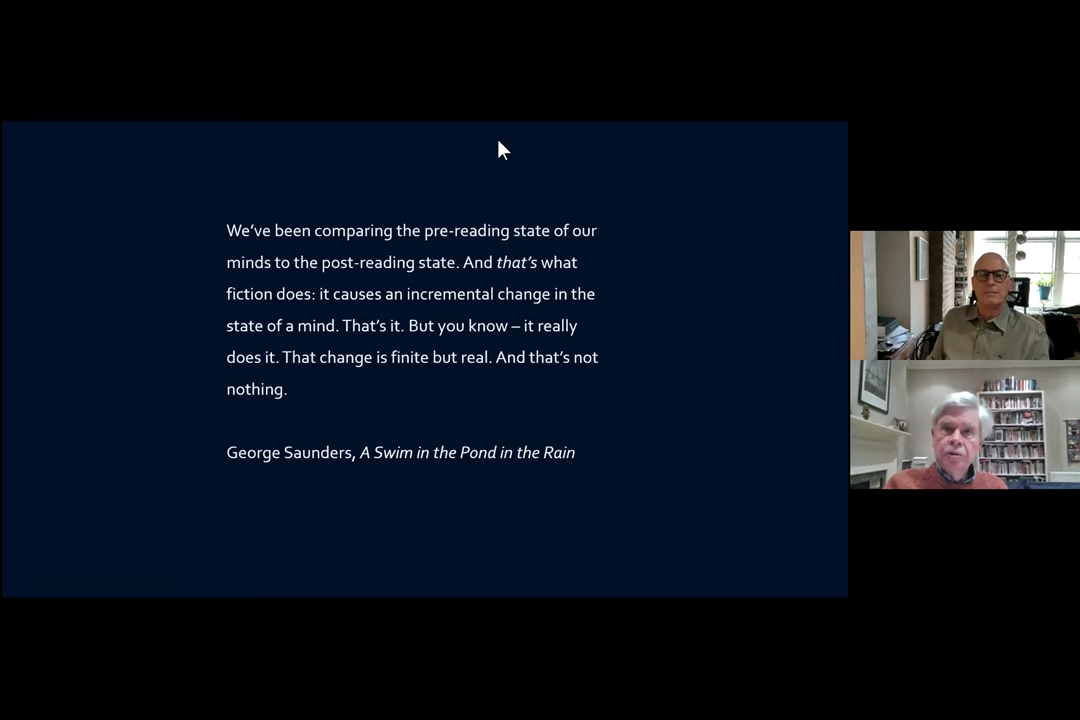 We’ve been comparing the pre-reading state of our
minds to the post-reading state. And that’s what
fiction does: it causes an incremental change in the
state of a mind. That’s it. But you know – it really
does it. That change is finite but real. And that’s not
nothing.
George Saunders, A Swim in the Pond in the Rain